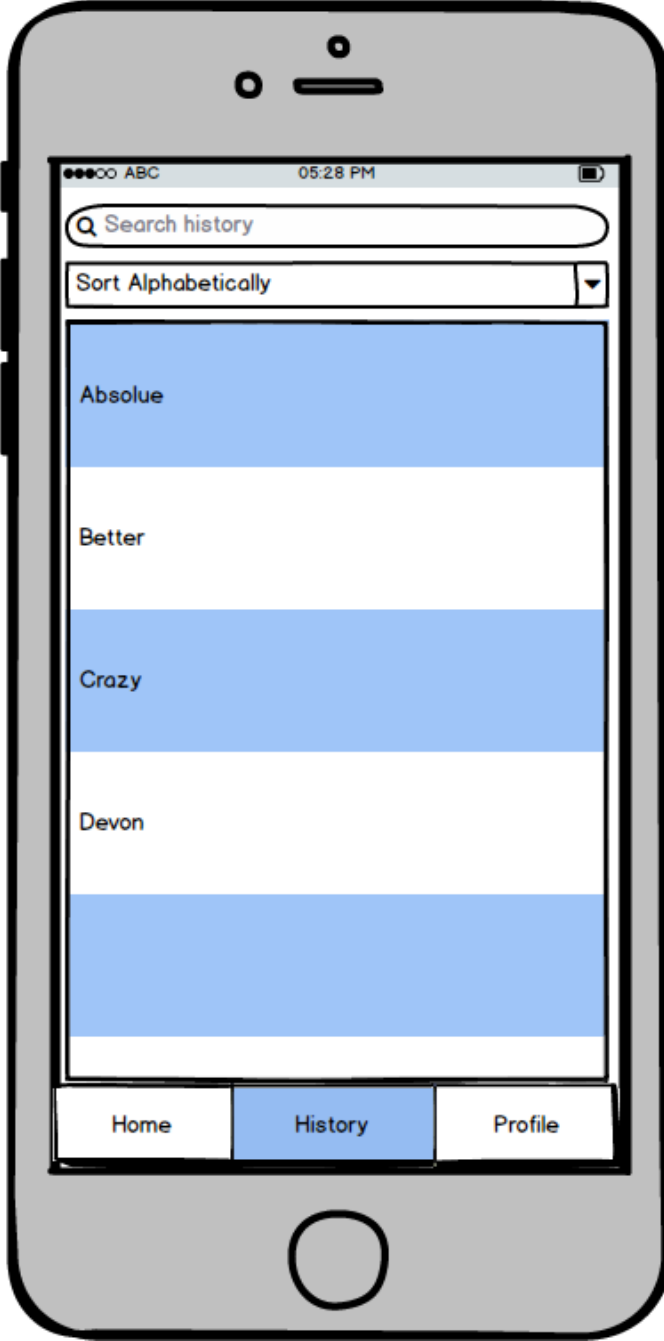 ABC 05:28 PM
Search history
Sort Alphabetically
Absolue
Better
Crazy
Devon
Home History Profile